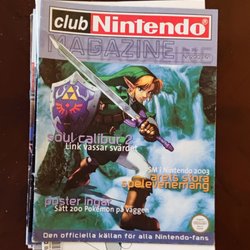 club Nintendo®
MAGAZINE
soul calibur 2
Link vässar svärdet
SM i Nintendo 2003
årets stora
spelevenemang
poster inga!
Sätt 200 Pokémon på väggen
Den officiella källan för alla Nintendo-fans